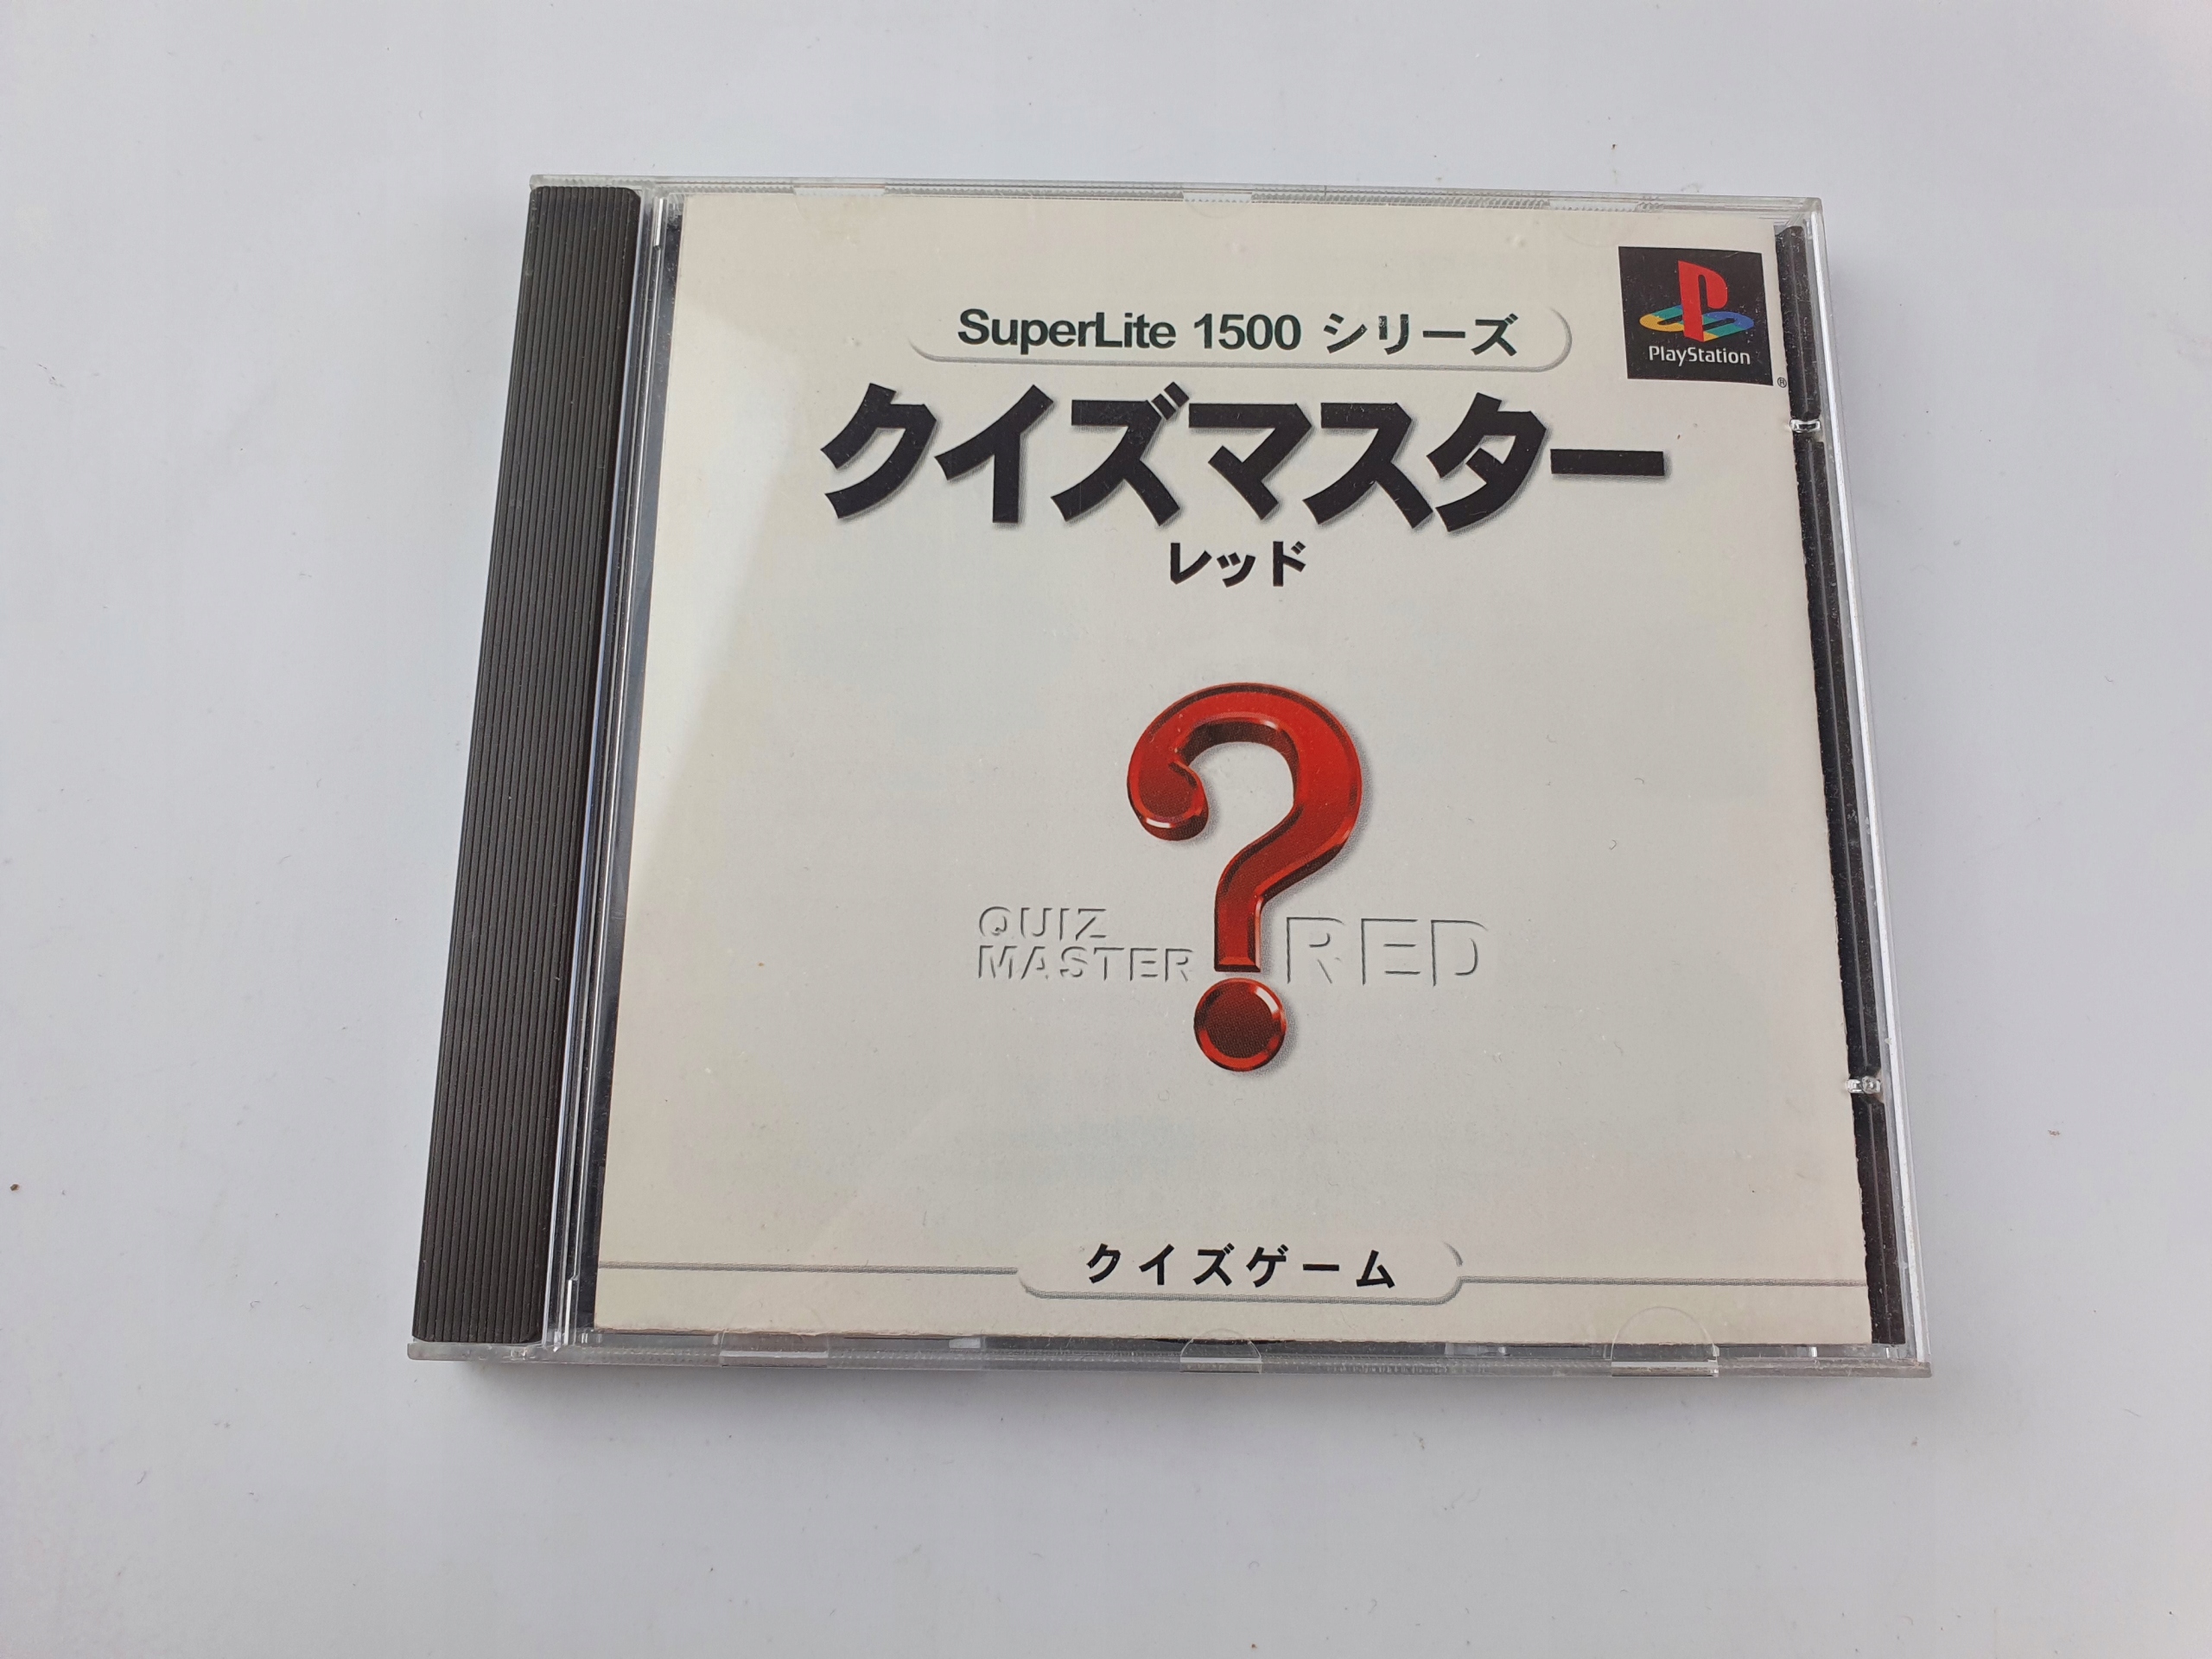 SuperLite 1500 シリーズ
PlayStation
®
クイズマスター
レッド
?
QUIZ
MASTER
RED
クイズゲーム